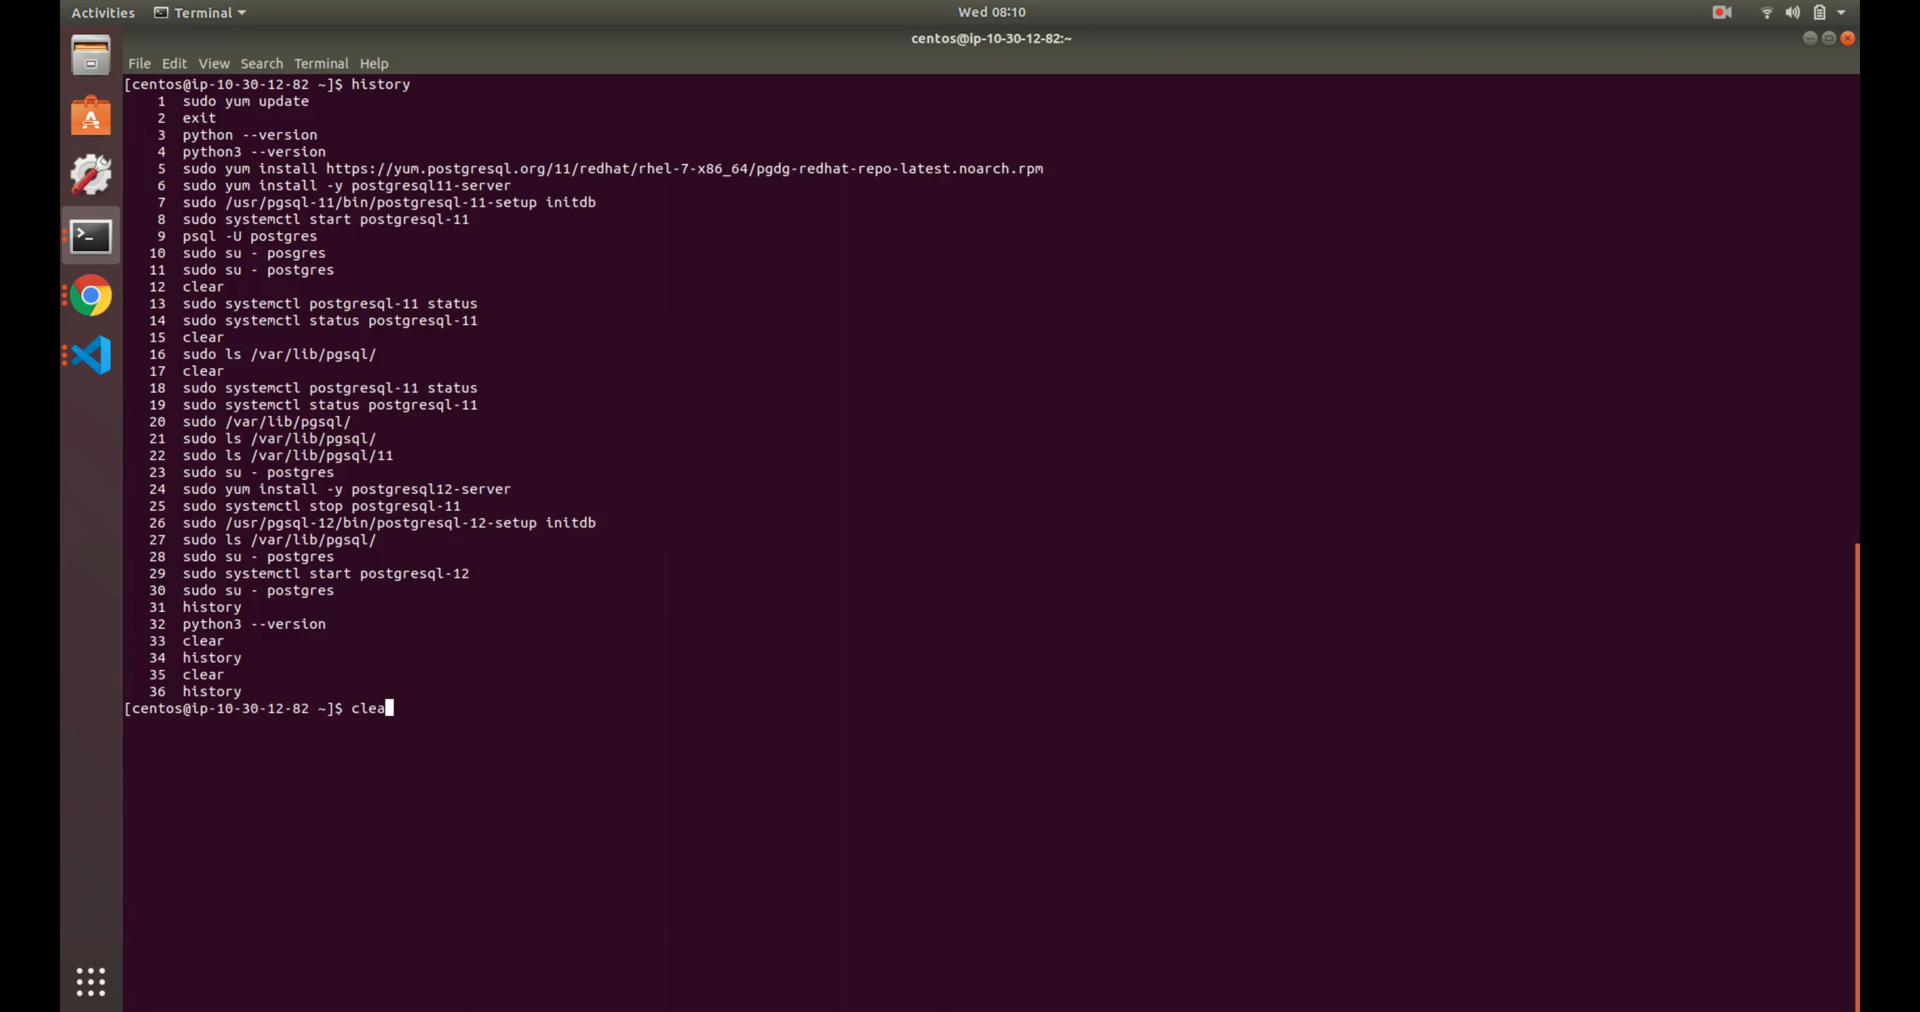 Activities Terminal Wed 08:10
centos@ip-10-30-12-82:~
File Edit View Search Terminal Help
[centos@ip-10-30-12-82 ~]$ history
1 sudo yum update
2 exit
3 python --version
4 python3 --version
5 sudo yum install https://yum.postgresql.org/11/redhat/rhel-7-x86_64/pgdg-redhat-repo-latest.noarch.rpm
6 sudo yum install -y postgresql11-server
7 sudo /usr/pgsql-11/bin/postgresql-11-setup initdb
8 sudo systemctl start postgresql-11
9 psql -U postgres
10 sudo su - posgres
11 sudo su - postgres
12 clear
13 sudo systemctl postgresql-11 status
14 sudo systemctl status postgresql-11
15 clear
16 sudo ls /var/lib/pgsql/
17 clear
18 sudo systemctl postgresql-11 status
19 sudo systemctl status postgresql-11
20 sudo /var/lib/pgsql/
21 sudo ls /var/lib/pgsql/
22 sudo ls /var/lib/pgsql/11
23 sudo su - postgres
24 sudo yum install -y postgresql12-server
25 sudo systemctl stop postgresql-11
26 sudo /usr/pgsql-12/bin/postgresql-12-setup initdb
27 sudo ls /var/lib/pgsql/
28 sudo su - postgres
29 sudo systemctl start postgresql-12
30 sudo su - postgres
31 history
32 python3 --version
33 clear
34 history
35 clear
36 history
[centos@ip-10-30-12-82 ~]$ clea